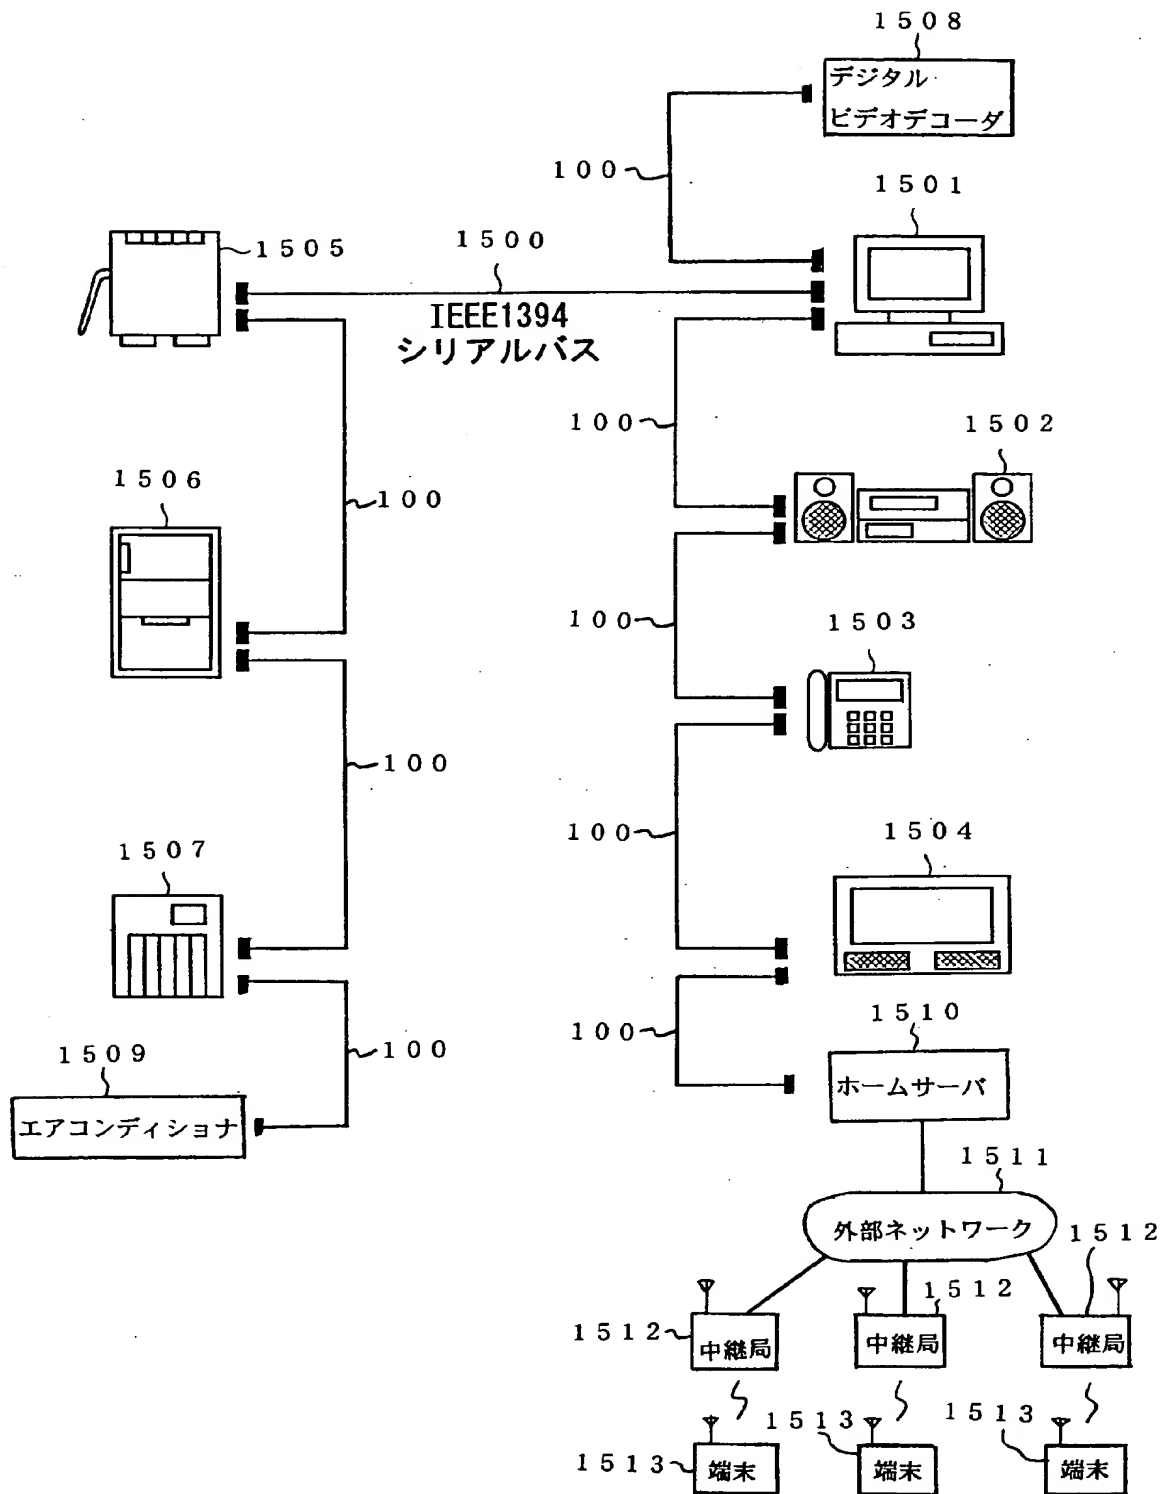 １５０８
デジタル
ビデオデコーダ
１００
１５０１
１５０５
１５００
IEEE1394
シリアルバス
１００
１５０２
１５０６
１００
１００
１５０３
１００
１００
１５０４
１５０７
１５１０
１００
１００
１５０９
ホームサーバ
エアコンディショナ
１５１１
外部ネットワーク
１５１２
１５１２
１５１２
中継局
中継局
中継局
１５１３
１５１３
１５１３
端末
端末
端末